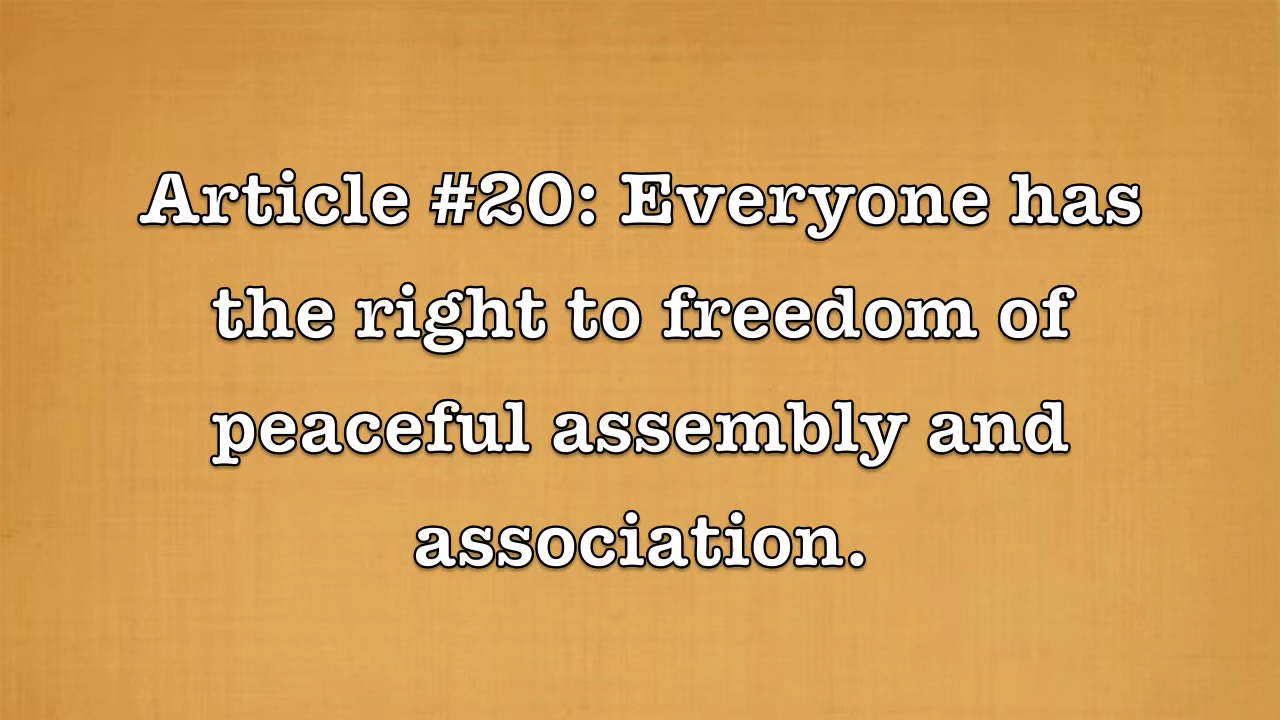 Article #20: Everyone has
the right to freedom of
peaceful assembly and
association.